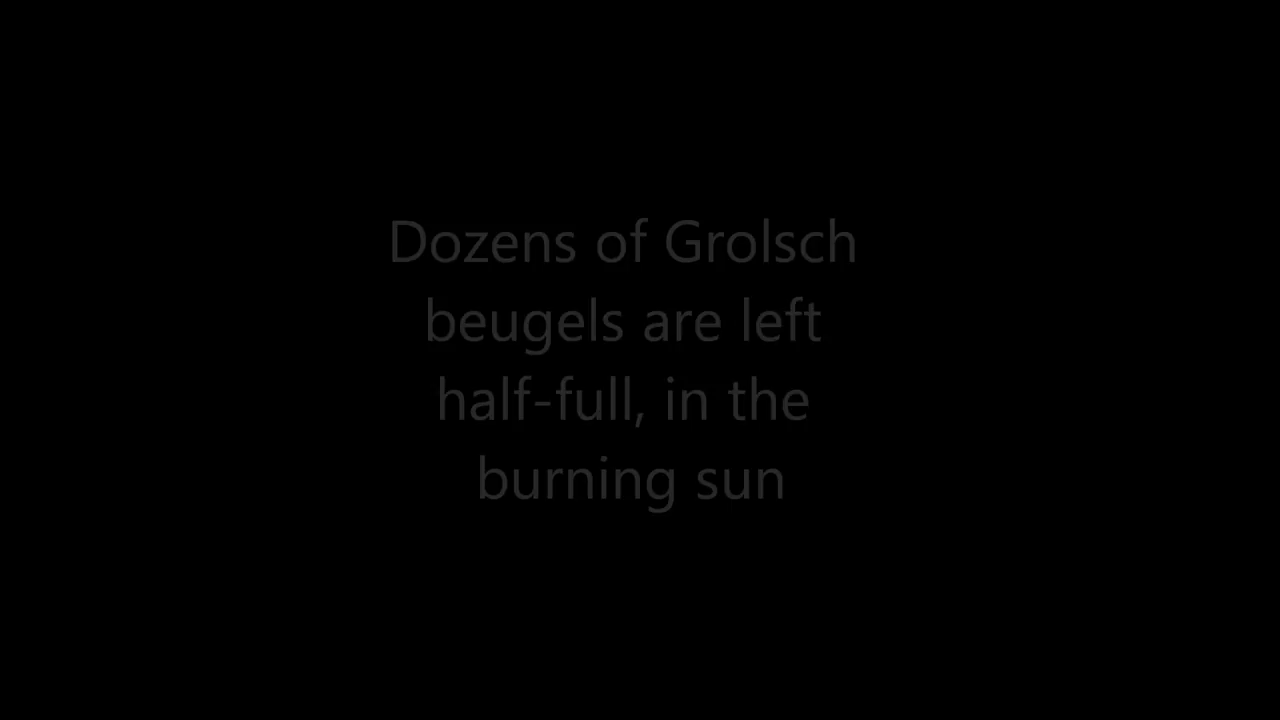 Dozens of Grolsch
beugels are left
half-full, in the
burning sun